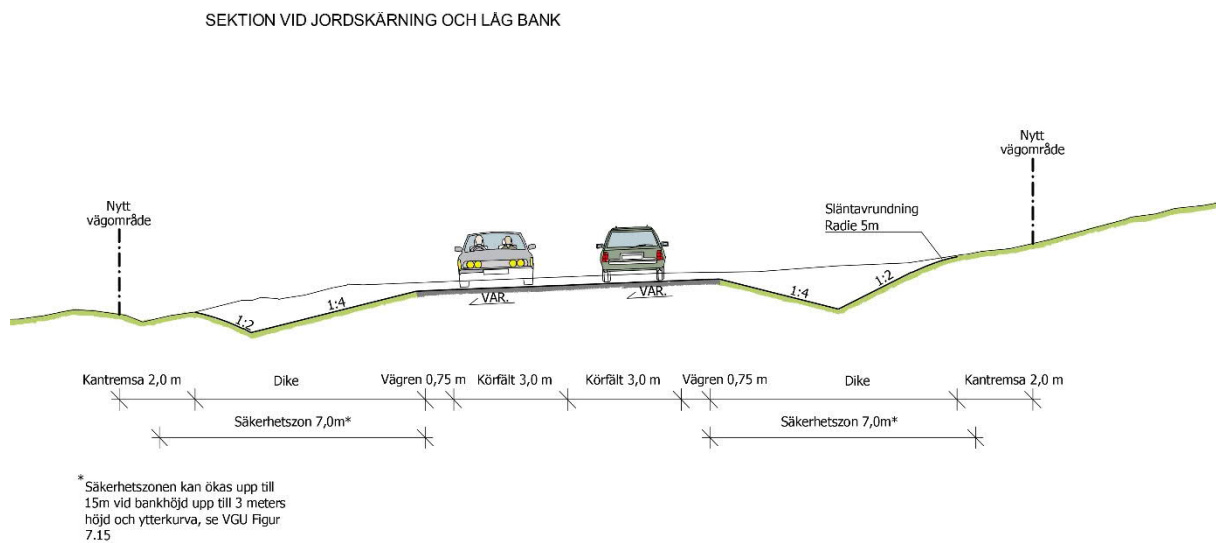 SEKTION VID JORDSKÄRNING OCH LÅG BANK
Nytt
vägområde
Nytt
vägområde
Släntavrundning
Radie 5m
1:2
1:4
VAR.
VAR.
1:4
1:2
Kantremsa 2,0 m
Dike
Vägren 0,75 m
Körfält 3,0 m
Körfält 3,0 m
Vägren 0,75 m
Dike
Kantremsa 2,0 m
Säkerhetszon 7,0m*
Säkerhetszon 7,0m*
*Säkerhetszonen kan ökas upp till
15m vid bankhöjd upp till 3 meters
höjd och ytterkurva, se VGU Figur
7.15